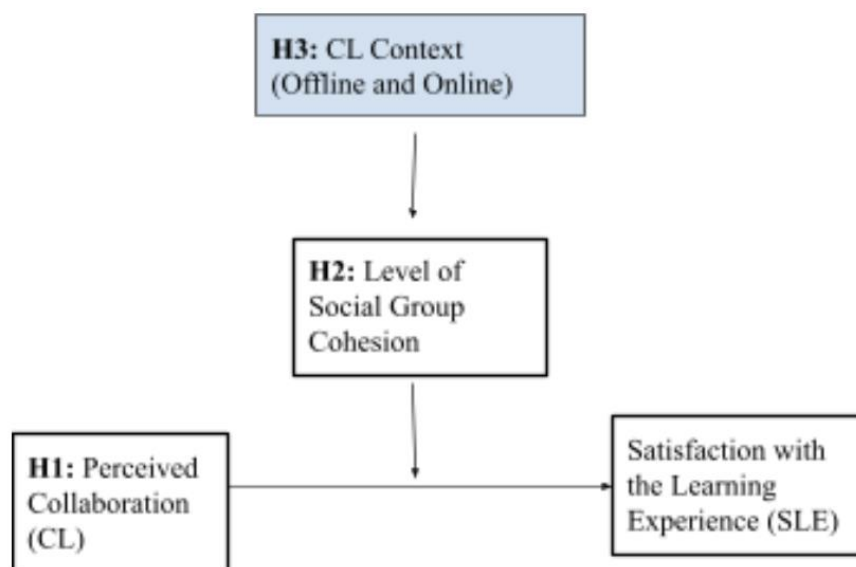 H3: CL Context
(Offline and Online)
H2: Level of
Social Group
Cohesion
H1: Perceived
Collaboration
(CL)
Satisfaction with
the Learning
Experience (SLE)